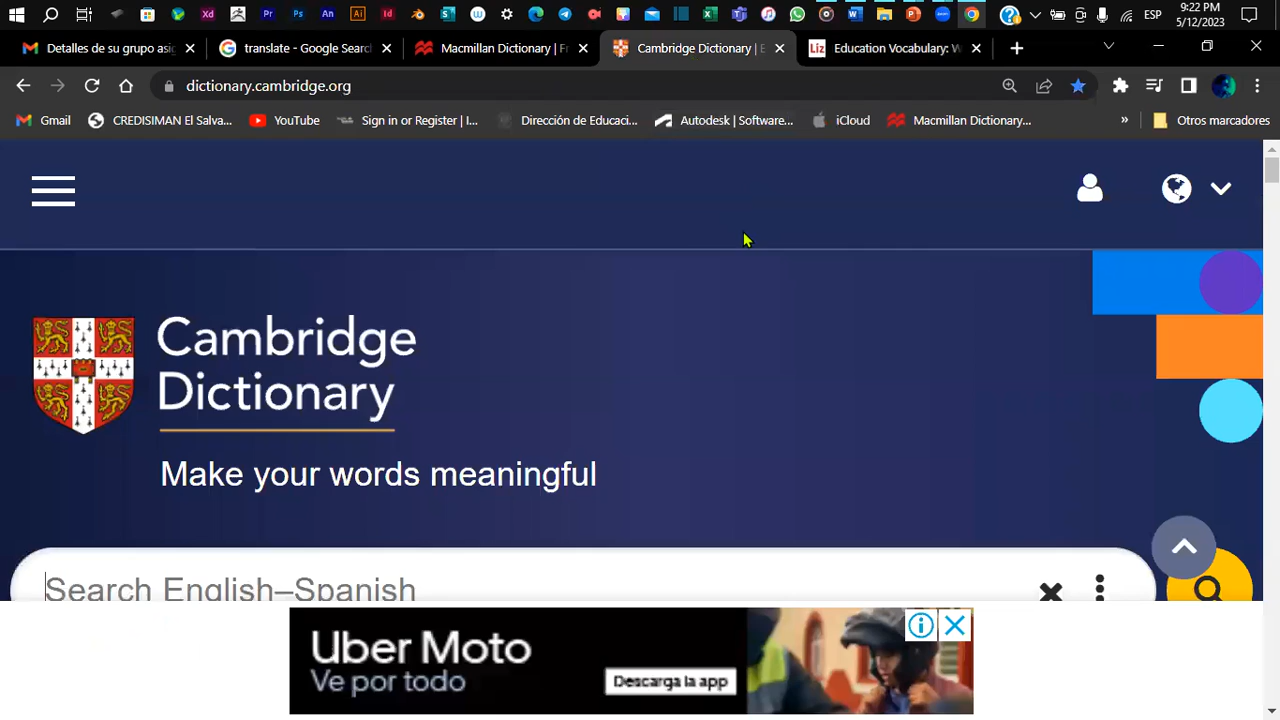 ESP
9:22 PM
5/12/2023
Detalles de su grupo asig
translate - Google Search
Macmillan Dictionary | Fr
Cambridge Dictionary | E
Liz
Education Vocabulary: W
dictionary.cambridge.org
Gmail
CREDISIMAN El Salva...
YouTube
Sign in or Register | I...
Dirección de Educaci...
Autodesk | Software...
iCloud
Macmillan Dictionary...
»
Otros marcadores
Cambridge
Dictionary
Make your words meaningful
Search English–Spanish
Uber Moto
Ve por todo
Descarga la app